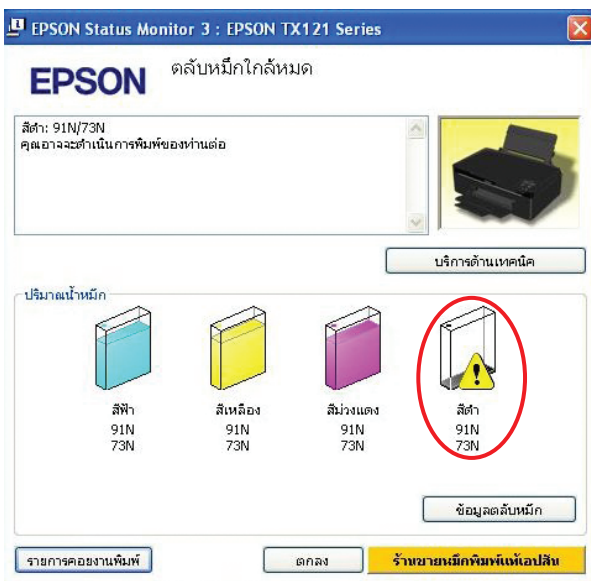 EPSON Status Monitor 3 : EPSON TX121 Series
EPSON
ตลับหมึกใกล้หมด
สีดำ: 91N/73N
คุณอาจจะดำเนินการพิมพ์ของท่านต่อ
บริการด้านเทคนิค
ปริมาณน้ำหมึก
สีฟ้า สีเหลือง สีม่วงแดง สีดำ
91N 91N 91N 91N
73N 73N 73N 73N
ข้อมูลตลับหมึก
รายการคอยงานพิมพ์ ตกลง ร้านขายหมึกพิมพ์แท้เอปสัน